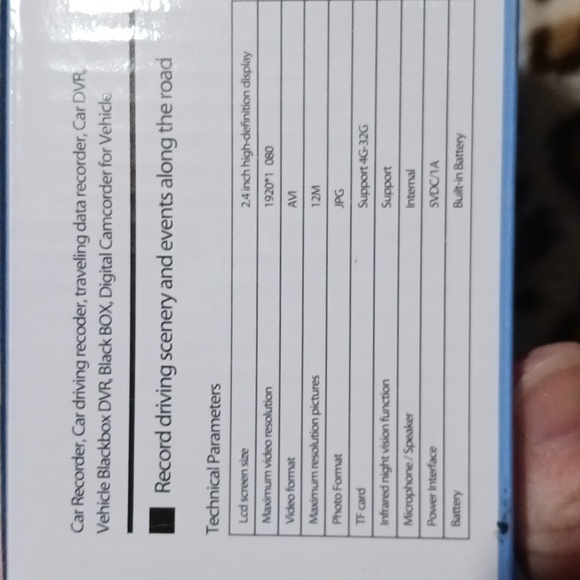 Car Recorder, Car driving recoder, traveling data recorder, Car DVR,
Vehicle Blackbox DVR, Black BOX, Digital Camcorder for Vehicle
Record driving scenery and events along the road
Technical Parameters
Lcd screen size 2.4 inch high-definition display
Maximum video resolution 1920*1 080
Video format AVI
Maximum resolution pictures 12M
Photo Format JPG
TF card Support 4G-32G
Infrared night vision function Support
Microphone / Speaker Internal
Power Interface 5VDC/1A
Battery Built-in Battery